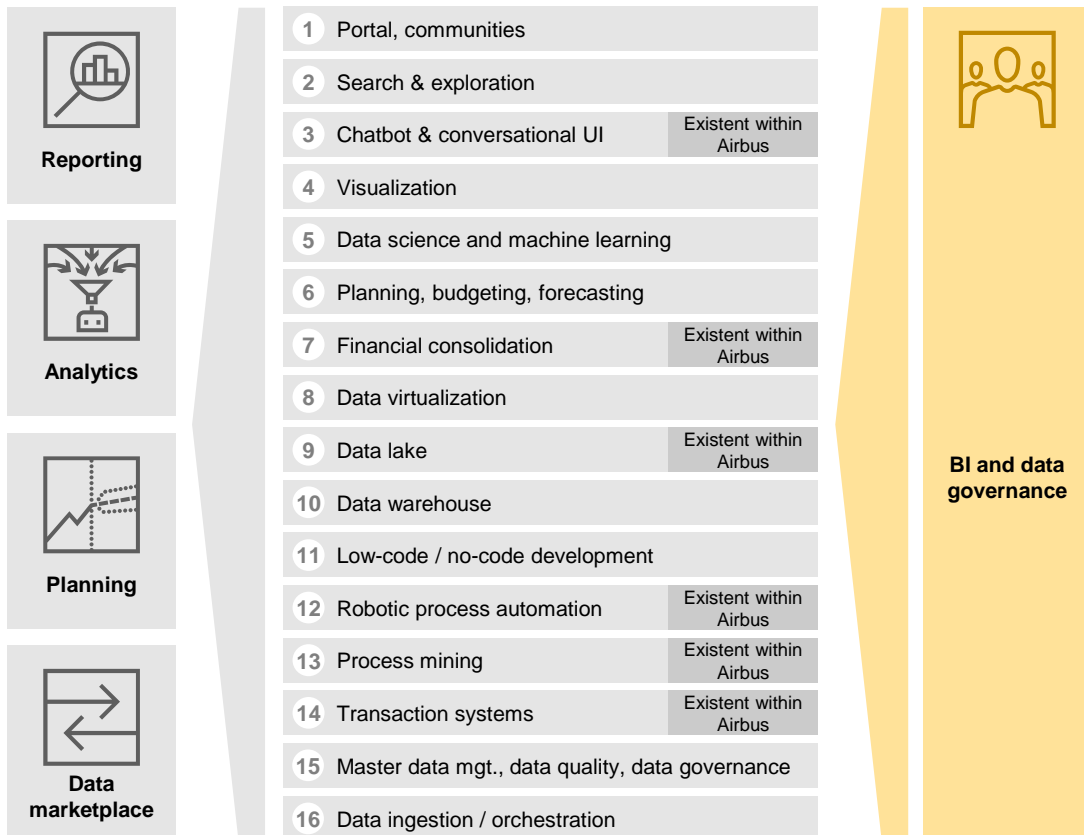 Reporting
Analytics
Planning
Data
marketplace
1 Portal, communities
2 Search & exploration
3 Chatbot & conversational UI
Existent within
Airbus
4 Visualization
5 Data science and machine learning
6 Planning, budgeting, forecasting
7 Financial consolidation
Existent within
Airbus
8 Data virtualization
9 Data lake
Existent within
Airbus
10 Data warehouse
11 Low-code / no-code development
12 Robotic process automation
Existent within
Airbus
13 Process mining
Existent within
Airbus
14 Transaction systems
Existent within
Airbus
15 Master data mgt., data quality, data governance
16 Data ingestion / orchestration
BI and data
governance